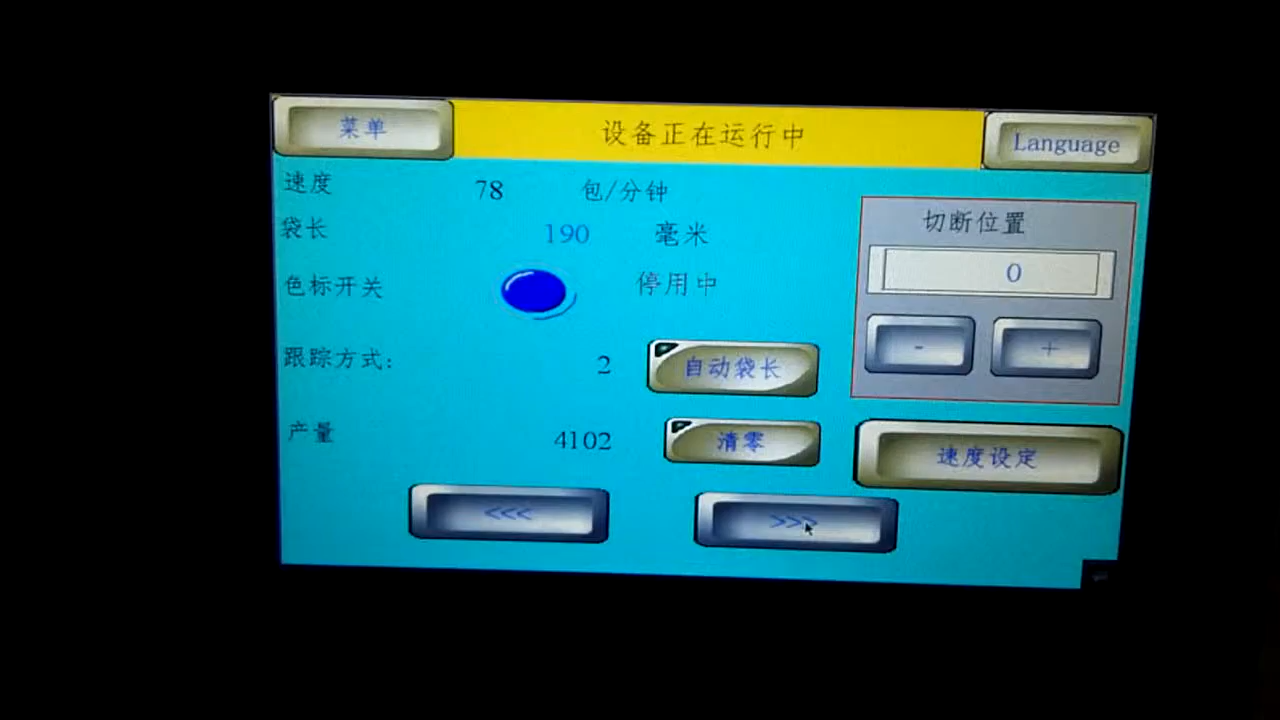 菜单 设备正在运行中 Language
速度 78 包/分钟
袋长 190 毫米
切断位置
0
色标开关 停用中
- +
跟踪方式: 2 自动袋长
产量 4102 清零
速度设定
<<< >>>